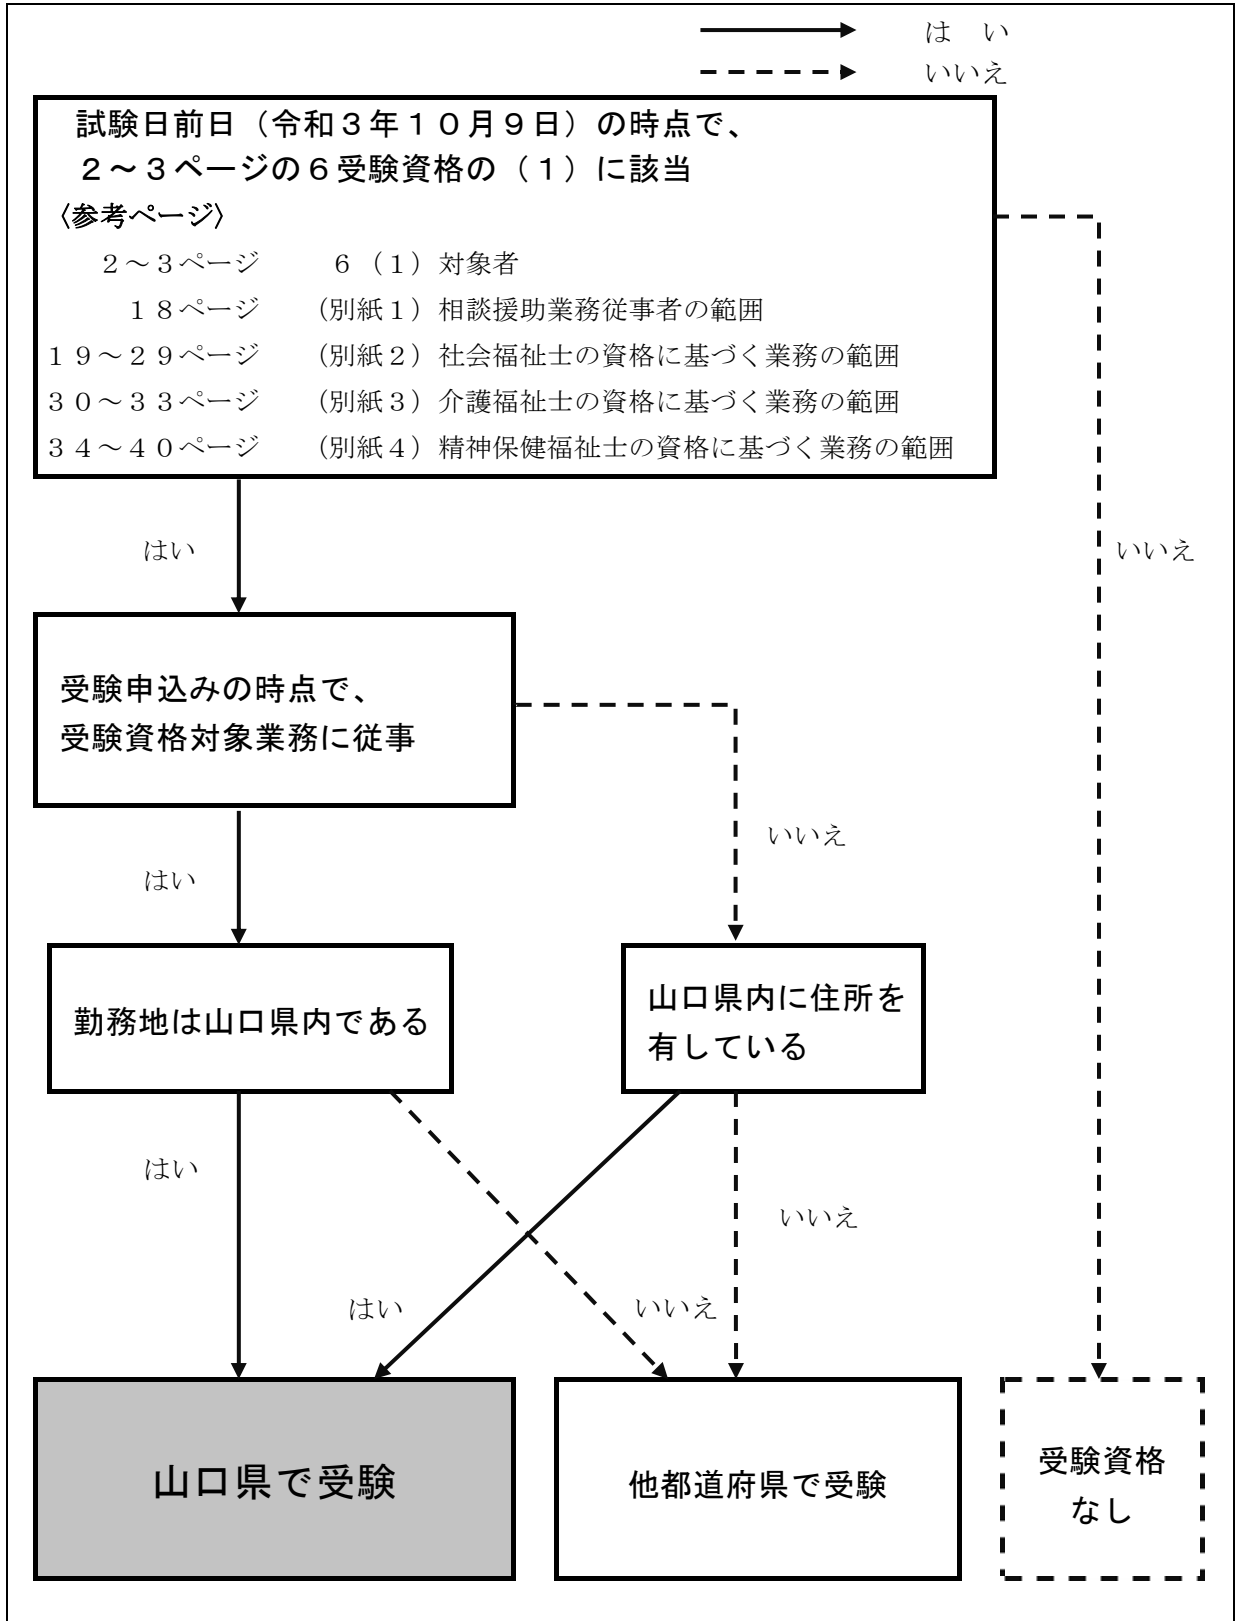 は　い
いいえ
試験日前日（令和３年１０月９日）の時点で、
２～３ページの６受験資格の（１）に該当
〈参考ページ〉
２～３ページ　６（１）対象者
１８ページ　（別紙１）相談援助業務従事者の範囲
１９～２９ページ　（別紙２）社会福祉士の資格に基づく業務の範囲
３０～３３ページ　（別紙３）介護福祉士の資格に基づく業務の範囲
３４～４０ページ　（別紙４）精神保健福祉士の資格に基づく業務の範囲
はい
いいえ
受験申込みの時点で、
受験資格対象業務に従事
いいえ
はい
勤務地は山口県内である
山口県内に住所を
有している
はい
いいえ
はい
いいえ
山口県で受験
他都道府県で受験
受験資格
なし